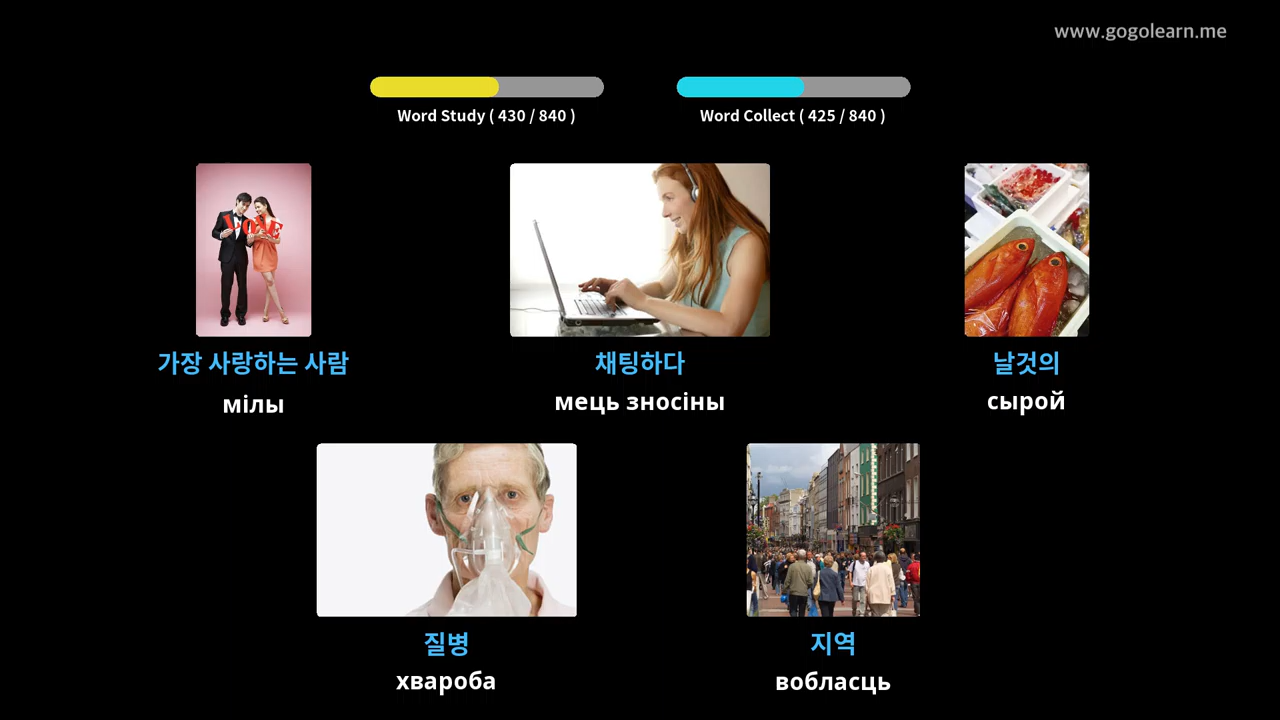 www.gogolearn.me
Word Study ( 430 / 840 )
Word Collect ( 425 / 840 )
LOVE
가장 사랑하는 사람
мілы
채팅하다
мець зносіны
날것의
сырой
질병
хвароба
지역
вобласць